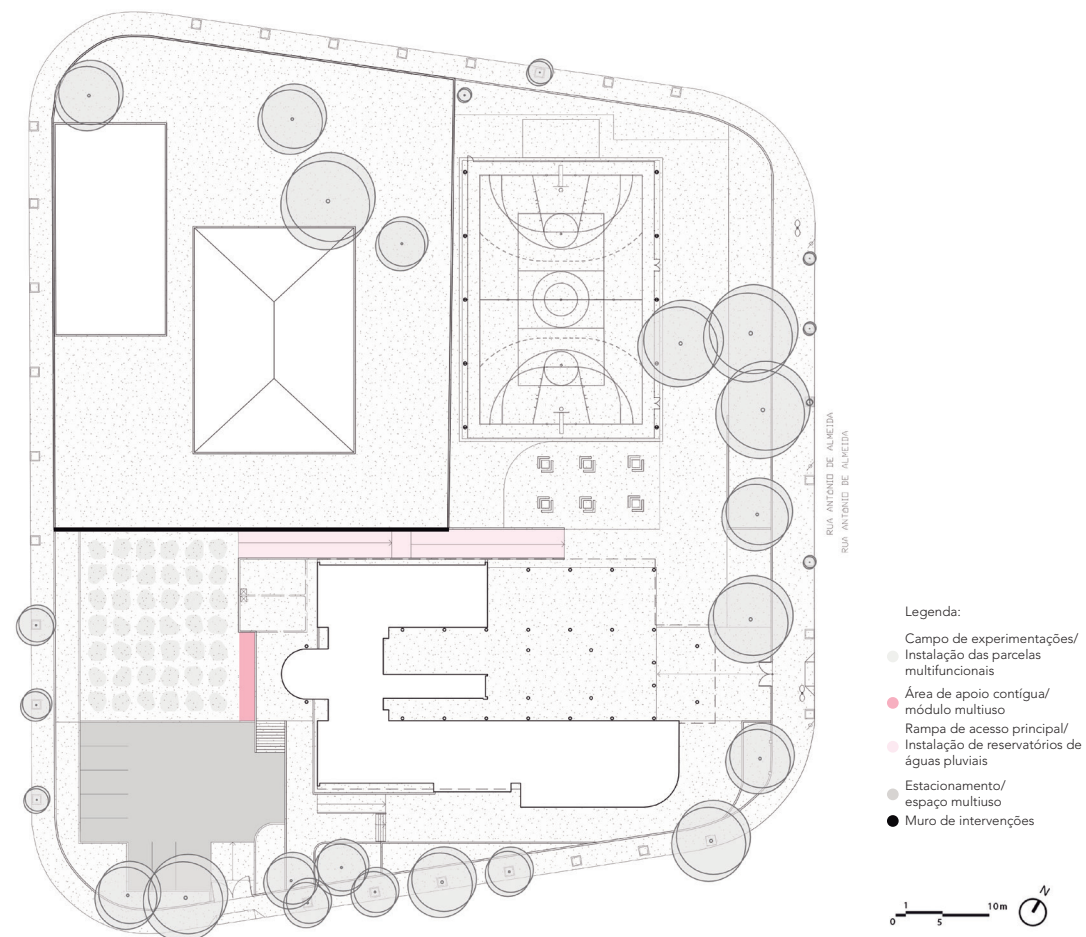 RUA ANTÓNIO DE ALMEIDA
RUA ANTÓNIO DE ALMEIDA
Legenda:
Campo de experimentações/
Instalação das parcelas
multifuncionais
Área de apoio contígua/
módulo multiuso
Rampa de acesso principal/
Instalação de reservatórios de
águas pluviais
Estacionamento/
espaço multiuso
Muro de intervenções
0 1 5 10m
N